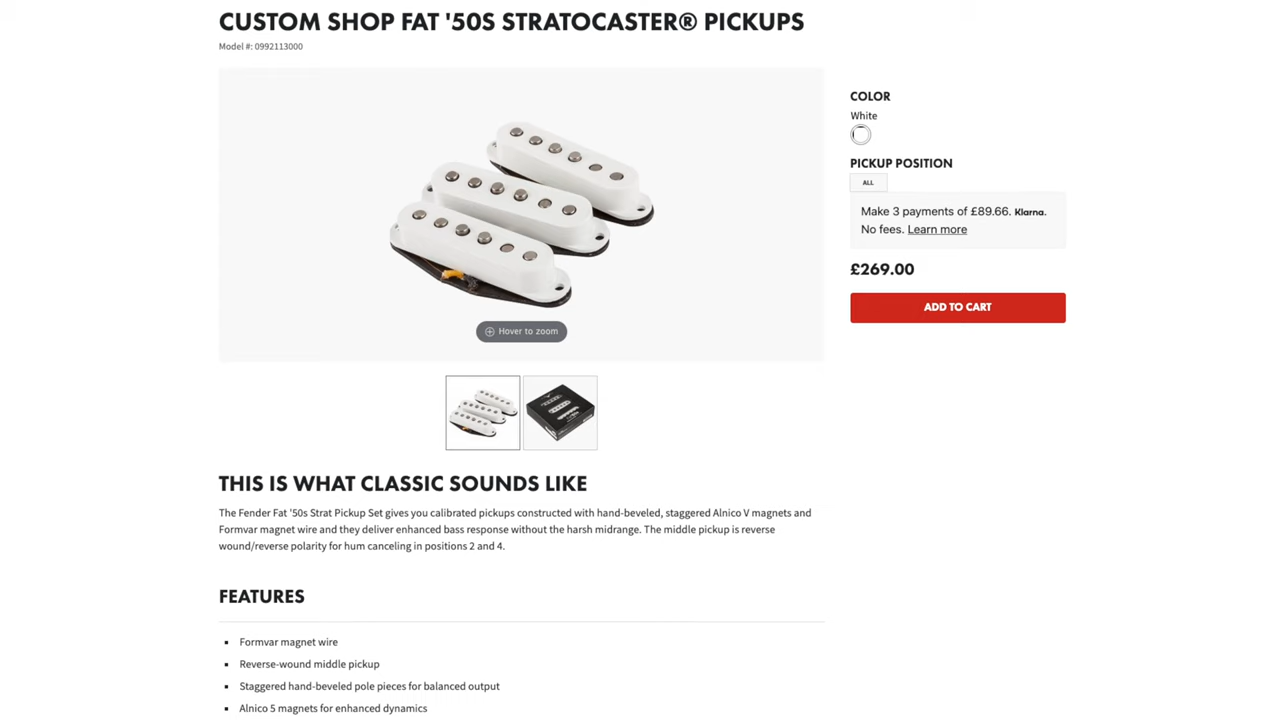 CUSTOM SHOP FAT '50S STRATOCASTER® PICKUPS
Model #: 0992113000
Hover to zoom
COLOR
White
PICKUP POSITION
ALL
Make 3 payments of £89.66. Klarna.
No fees. Learn more
£269.00
ADD TO CART
THIS IS WHAT CLASSIC SOUNDS LIKE
The Fender Fat '50s Strat Pickup Set gives you calibrated pickups constructed with hand-beveled, staggered Alnico V magnets and
Formvar magnet wire and they deliver enhanced bass response without the harsh midrange. The middle pickup is reverse
wound/reverse polarity for hum canceling in positions 2 and 4.
FEATURES
Formvar magnet wire
Reverse-wound middle pickup
Staggered hand-beveled pole pieces for balanced output
Alnico 5 magnets for enhanced dynamics